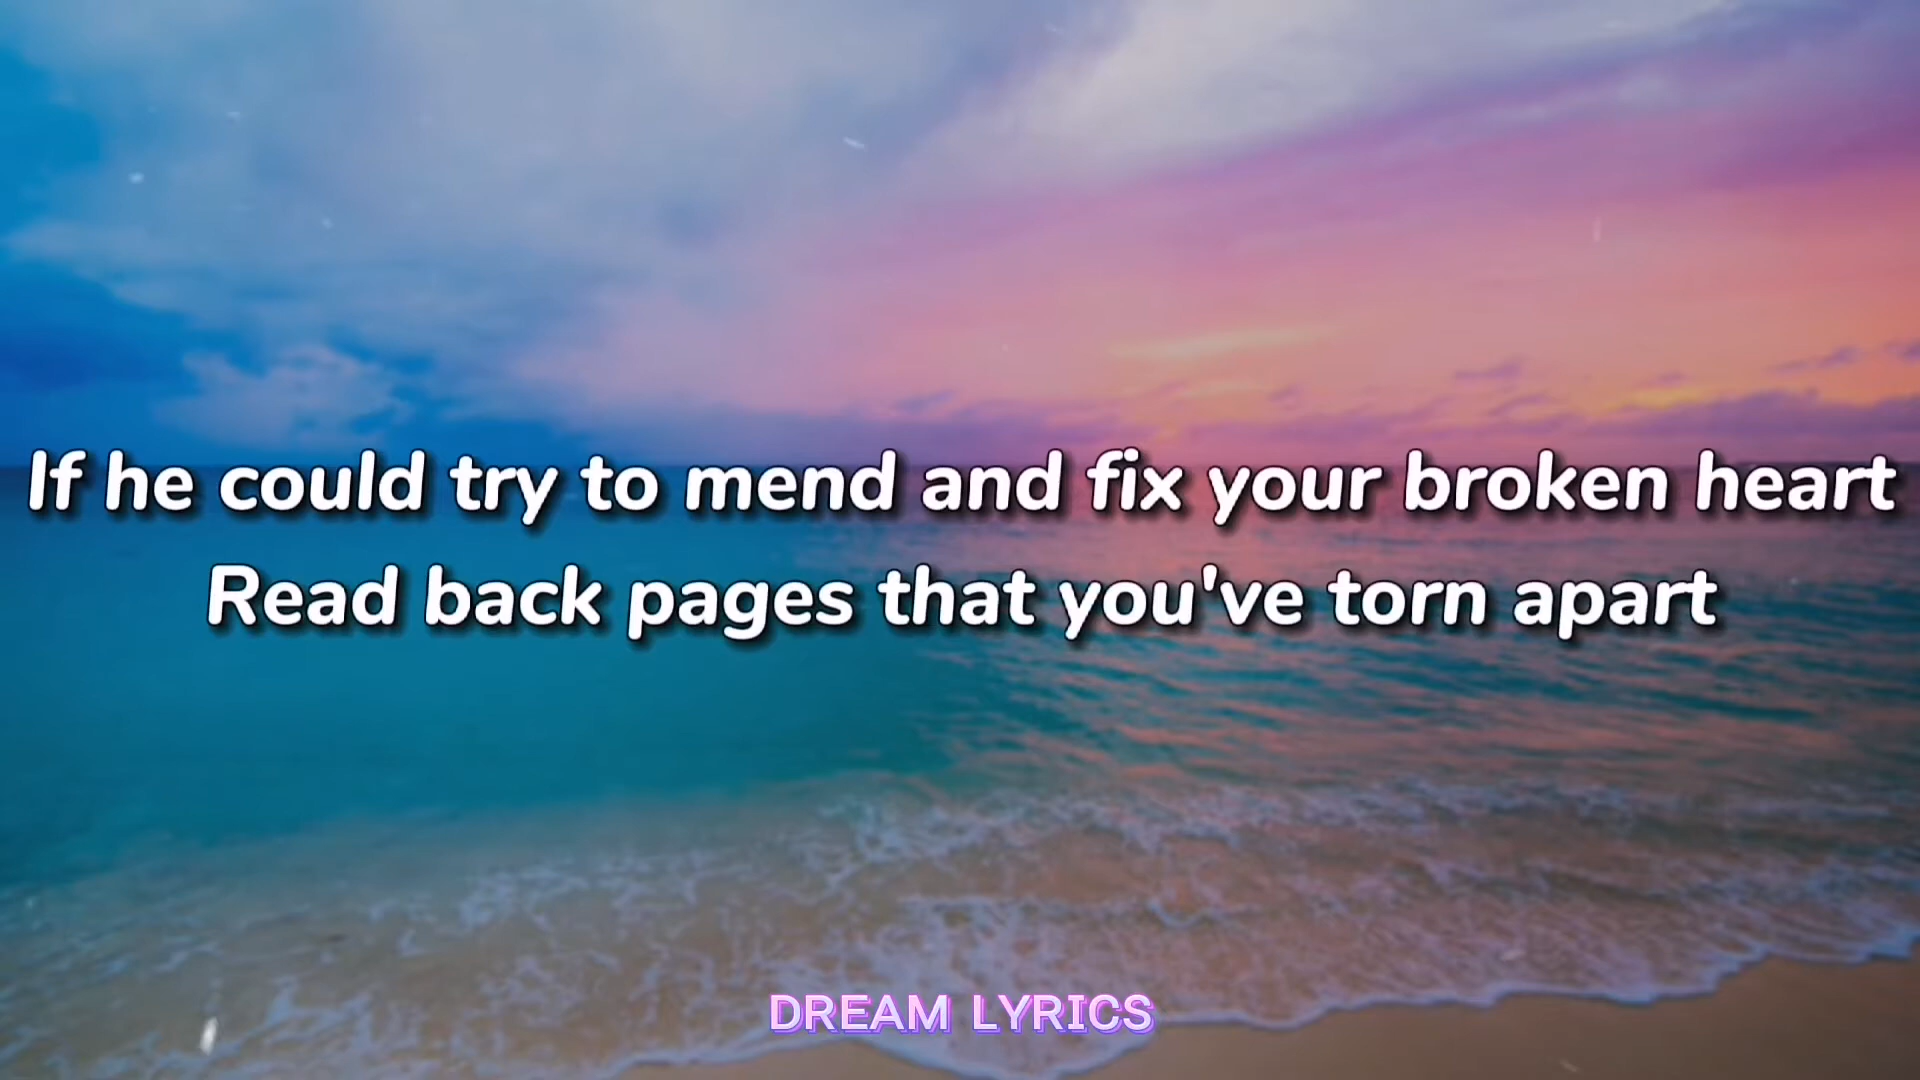 If he could try to mend and fix your broken heart
Read back pages that you've torn apart
DREAM LYRICS